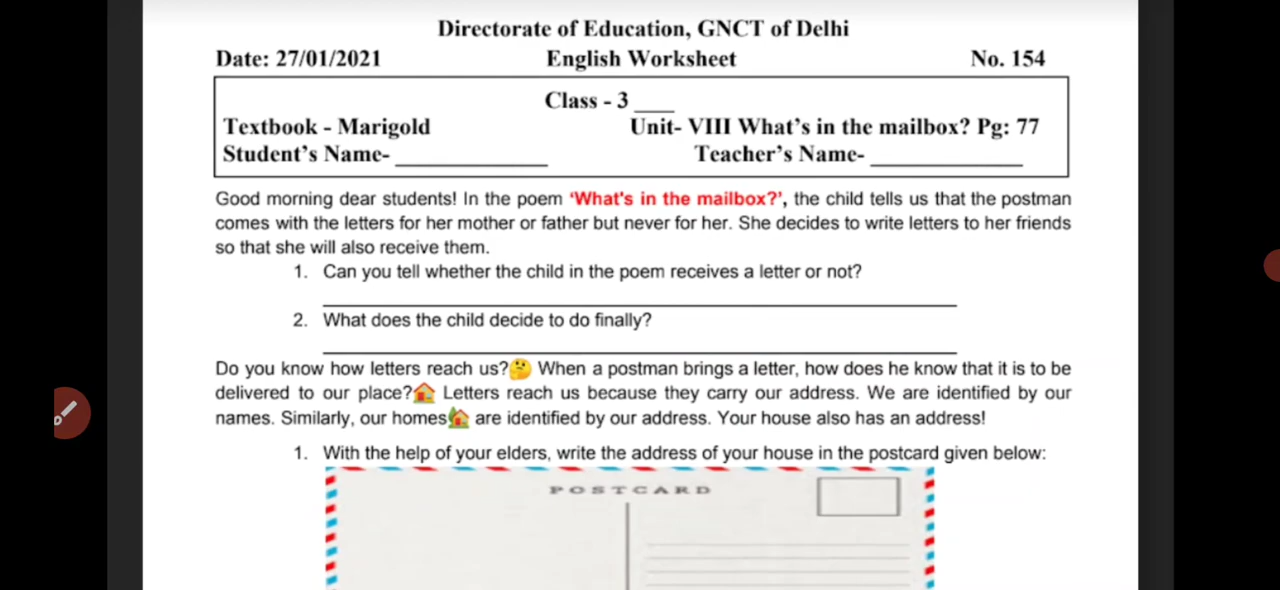 Directorate of Education, GNCT of Delhi
Date: 27/01/2021 English Worksheet No. 154
Class - 3 ___
Textbook - Marigold Unit- VIII What's in the mailbox? Pg: 77
Student's Name- ____________ Teacher's Name- ____________
Good morning dear students! In the poem 'What's in the mailbox?', the child tells us that the postman
comes with the letters for her mother or father but never for her. She decides to write letters to her friends
so that she will also receive them.
1. Can you tell whether the child in the poem receives a letter or not?
2. What does the child decide to do finally?
Do you know how letters reach us?🤔 When a postman brings a letter, how does he know that it is to be
delivered to our place?🏠 Letters reach us because they carry our address. We are identified by our
names. Similarly, our homes🏡 are identified by our address. Your house also has an address!
1. With the help of your elders, write the address of your house in the postcard given below:
POSTCARD